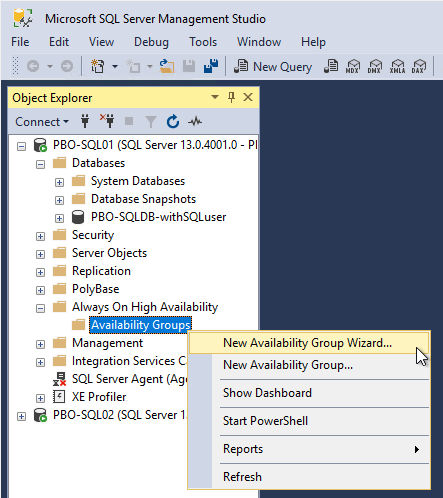 Microsoft SQL Server Management Studio
File Edit View Debug Tools Window Help
New Query MDX DMX XMLA DAX
Object Explorer
Connect
PBO-SQL01 (SQL Server 13.0.4001.0 - P
Databases
System Databases
Database Snapshots
PBO-SQLDB-withSQLuser
Security
Server Objects
Replication
PolyBase
Always On High Availability
Availability Groups
New Availability Group Wizard...
Management
New Availability Group...
Integration Services C
SQL Server Agent (Age
Show Dashboard
XE Profiler
PBO-SQL02 (SQL Server 1
Start PowerShell
Reports
Refresh